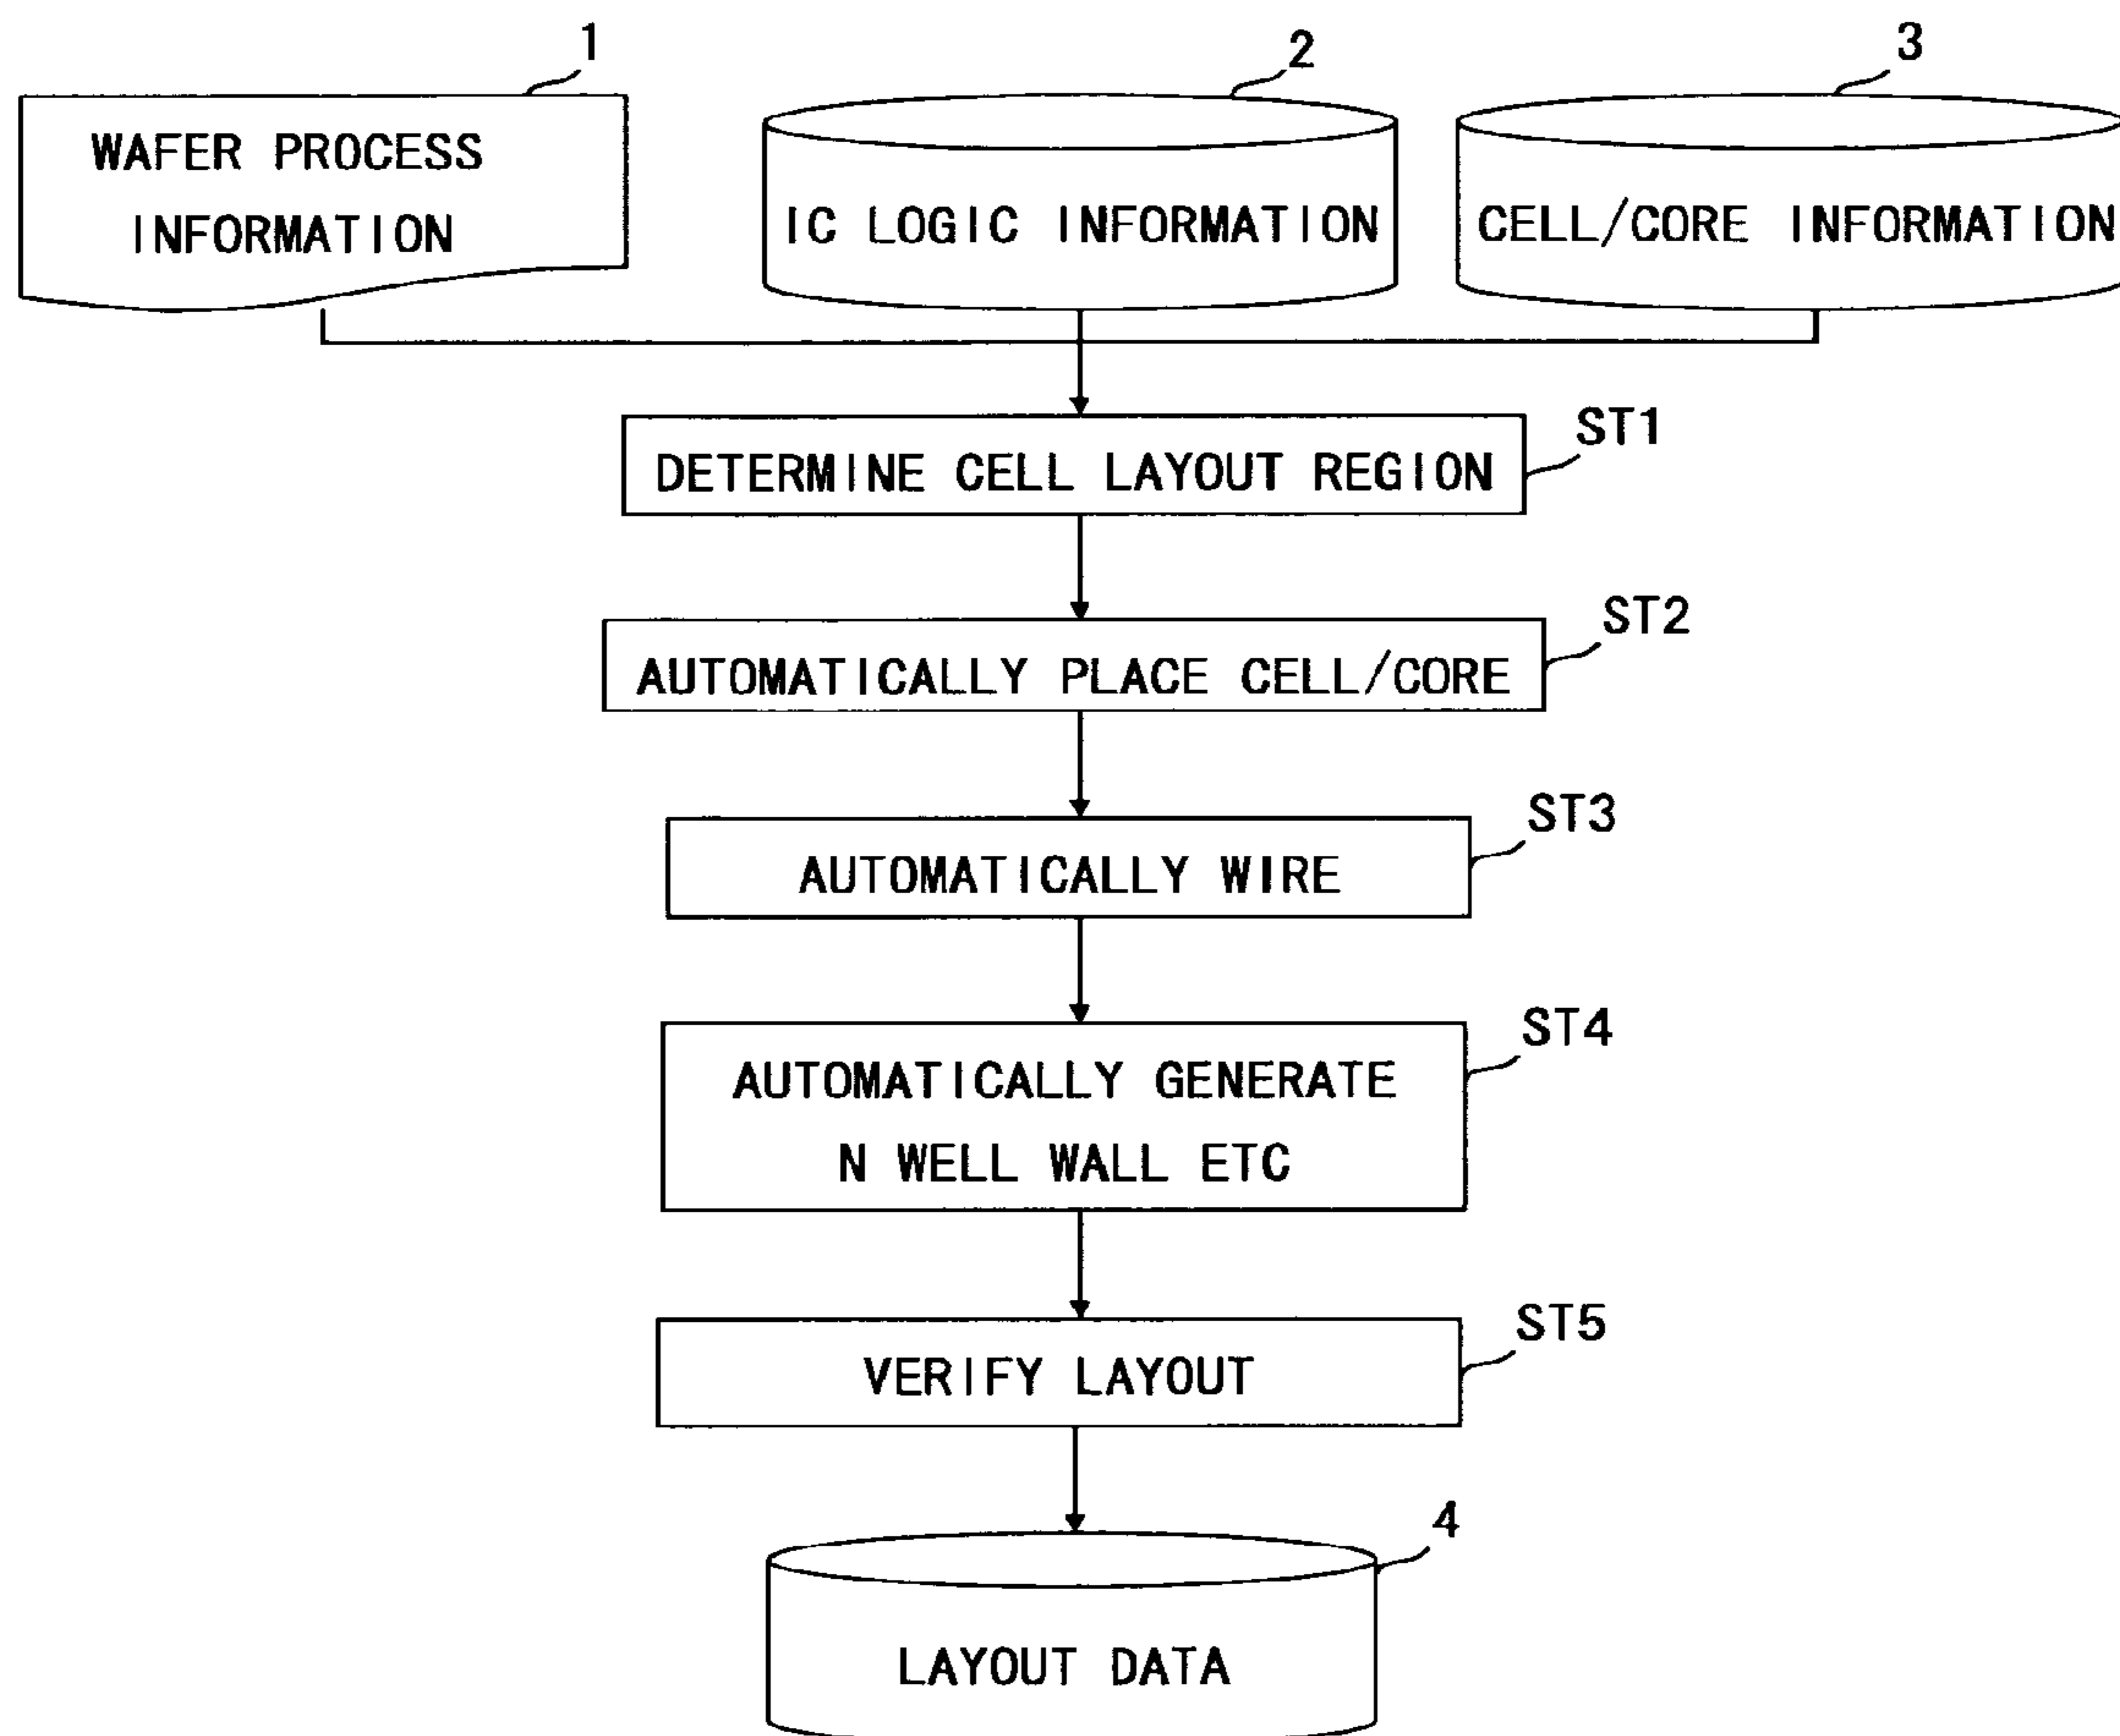 1
2
3
WAFER PROCESS
INFORMATION
IC LOGIC INFORMATION
CELL/CORE INFORMATION
ST1
DETERMINE CELL LAYOUT REGION
ST2
AUTOMATICALLY PLACE CELL/CORE
ST3
AUTOMATICALLY WIRE
ST4
AUTOMATICALLY GENERATE
N WELL WALL ETC
ST5
VERIFY LAYOUT
4
LAYOUT DATA